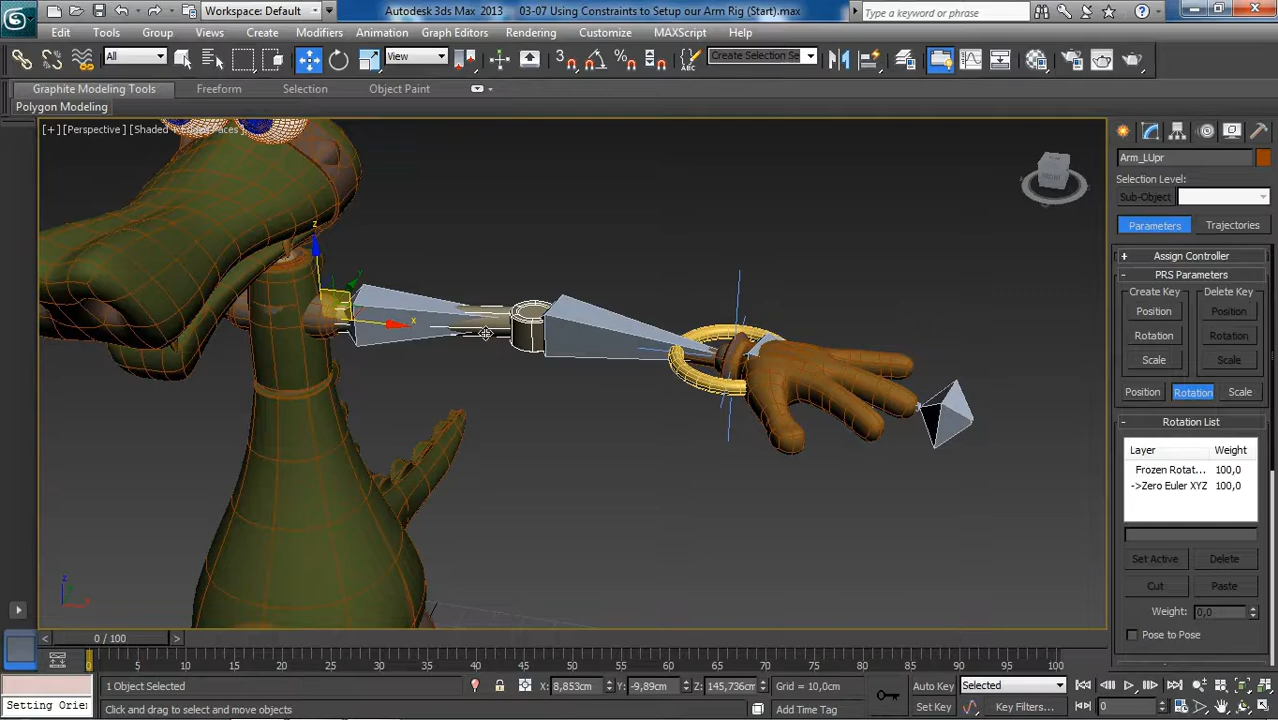 Workspace: Default
Autodesk 3ds Max 2013    03-07 Using Constraints to Setup our Arm Rig (Start).max
Type a keyword or phrase
Edit
Tools
Group
Views
Create
Modifiers
Animation
Graph Editors
Rendering
Customize
MAXScript
Help
All
View
3
Create Selection Se
Graphite Modeling Tools
Freeform
Selection
Object Paint
Polygon Modeling
[+] [Perspective] [Shaded
FRONT
z
y
x
Arm_LUpr
Selection Level:
Sub-Object
Parameters
Trajectories
Assign Controller
PRS Parameters
Create Key
Delete Key
Position
Position
Rotation
Rotation
Scale
Scale
Position
Rotation
Scale
Rotation List
Layer
Weight
Frozen Rotat...
100,0
->Zero Euler XYZ
100,0
Set Active
Delete
Cut
Paste
Weight:
0,0
Pose to Pose
z
x
0 / 100
0
5
10
15
20
25
30
35
40
45
50
55
60
65
70
75
80
85
90
95
100
1 Object Selected
X:
8,853cm
Y:
-9,89cm
Z:
145,736cm
Grid = 10,0cm
Auto Key
Selected
Setting Orie
Click and drag to select and move objects
Add Time Tag
Set Key
Key Filters...
0